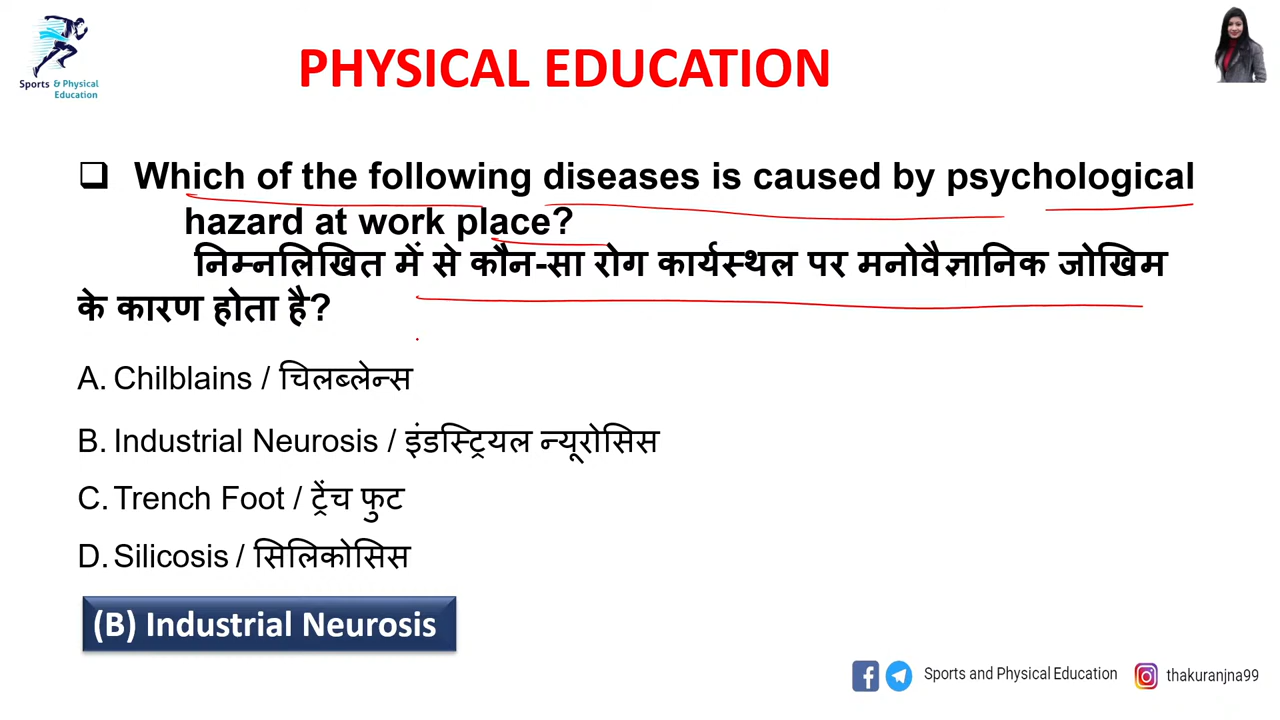 Sports & Physical
Education
PHYSICAL EDUCATION
Which of the following diseases is caused by psychological
hazard at work place?
निम्नलिखित में से कौन-सा रोग कार्यस्थल पर मनोवैज्ञानिक जोखिम
के कारण होता है?
A. Chilblains / चिलब्लेन्स
B. Industrial Neurosis / इंडस्ट्रियल न्यूरोसिस
C. Trench Foot / ट्रेंच फुट
D. Silicosis / सिलिकोसिस
(B) Industrial Neurosis
Sports and Physical Education thakuranjna99